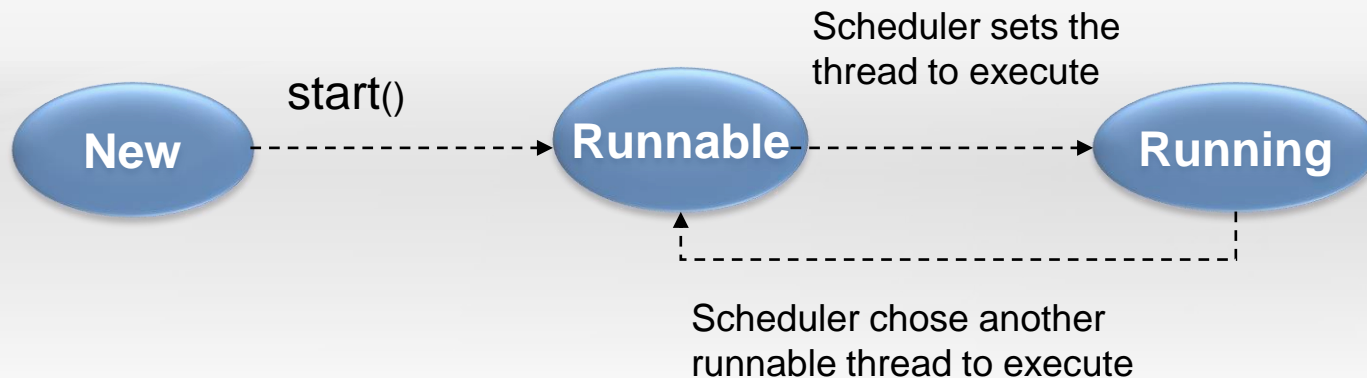 Scheduler sets the
thread to execute
start()
New
Runnable
Running
Scheduler chose another
runnable thread to execute